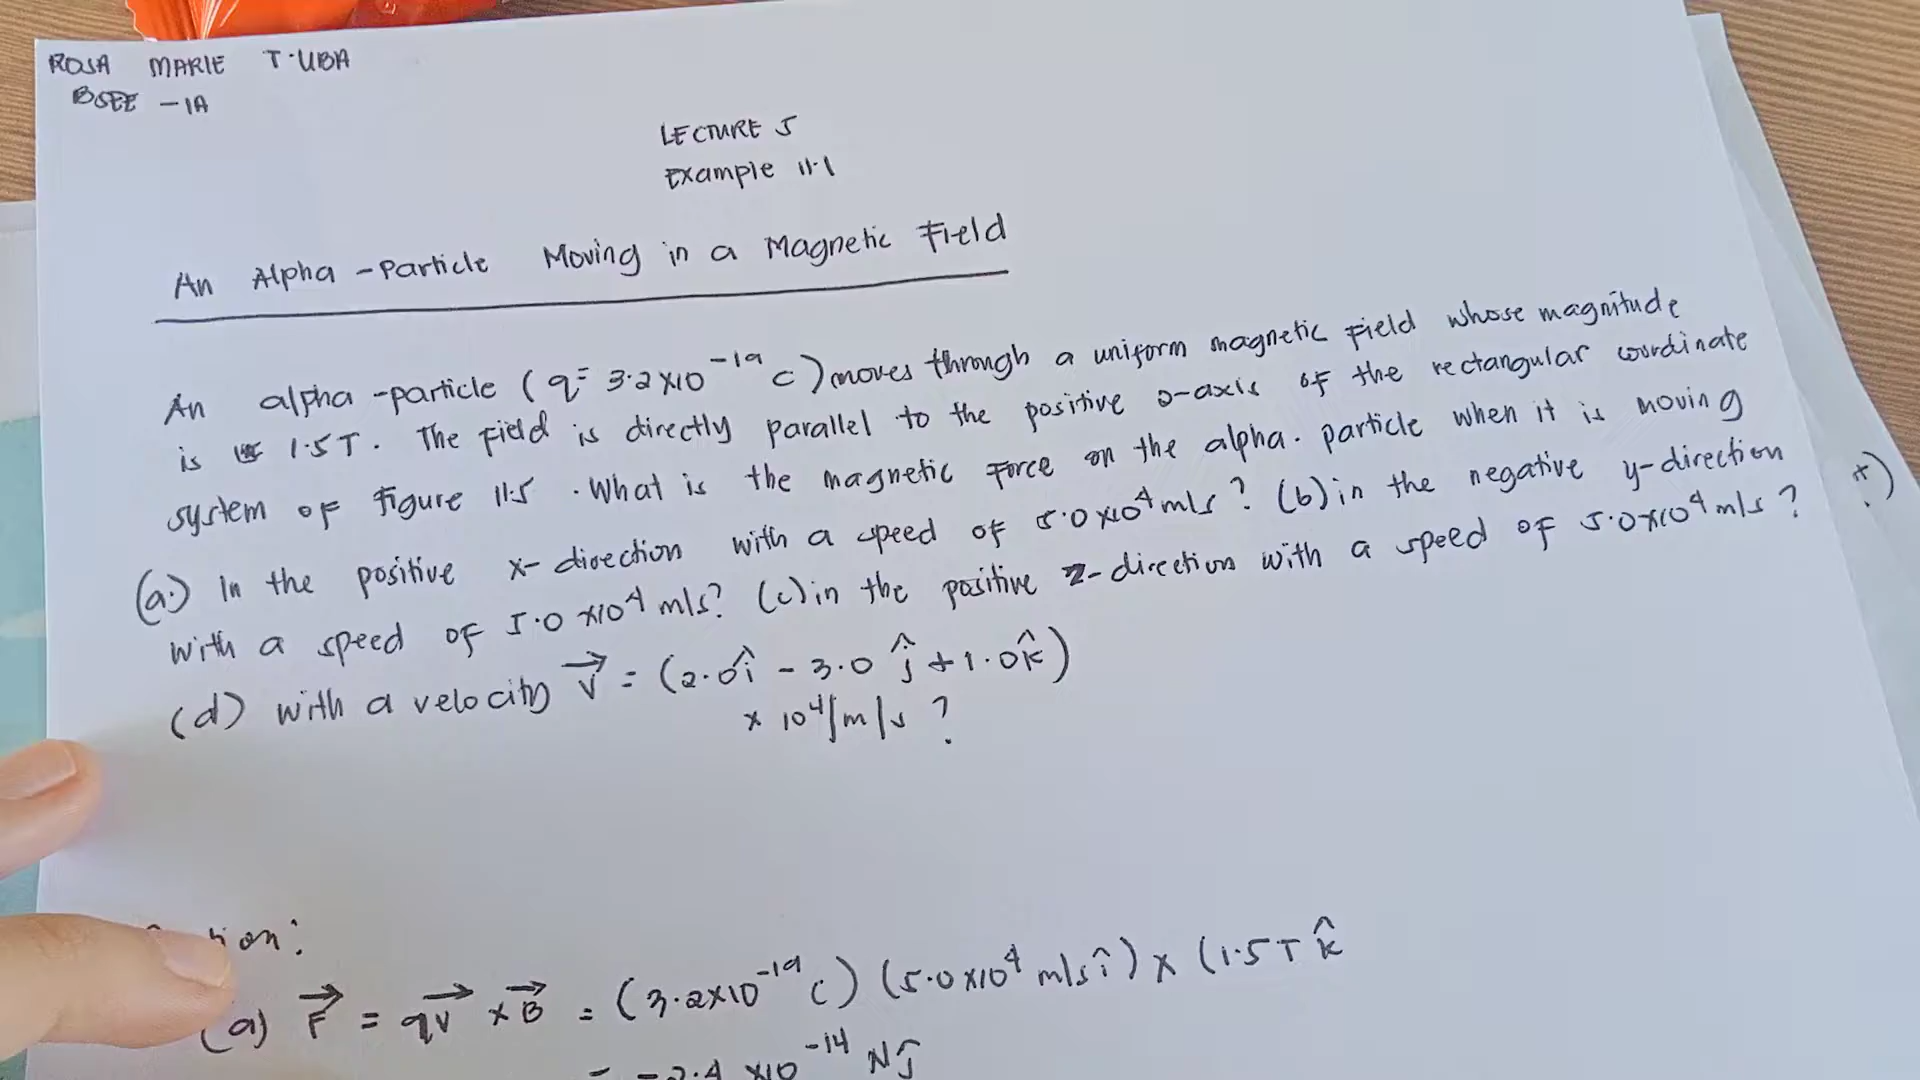 ROSA MARIE T. UBA
BSEE -1A
LECTURE 5
Example 11.1
An Alpha-Particle Moving in a Magnetic Field
An alpha-particle (q= 3.2x10^-19 C) moves through a uniform magnetic field whose magnitude
is 1.5T. The field is directly parallel to the positive z-axis of the rectangular coordinate
system of figure 11.5. What is the magnetic force on the alpha. particle when it is moving
(a.) In the positive x-direction with a speed of 5.0x10^4 m/s? (b) in the negative y-direction
with a speed of 5.0x10^4 m/s? (c) in the positive z-direction with a speed of 5.0x10^4 m/s?
(d) with a velocity v⃗ = (2.0î - 3.0ĵ + 1.0k̂)
x 10^4/m/s ?
(a) F⃗ = qv⃗ x B⃗ = (3.2x10^-19 C) (5.0x10^4 m/s î) x (1.5T k̂
= -2.4 x10^-14 Nĵ